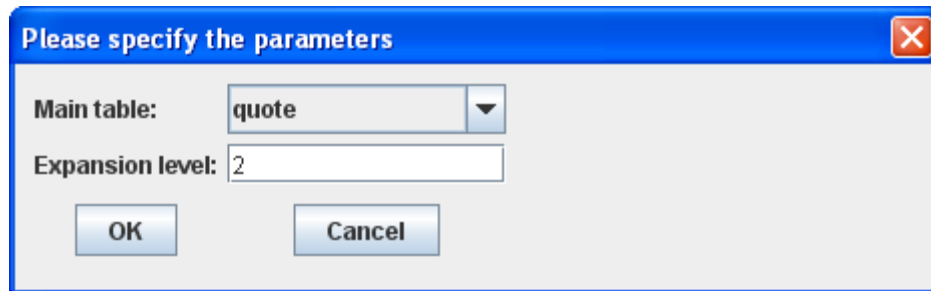 Please specify the parameters
Main table: quote
Expansion level: 2
OK Cancel